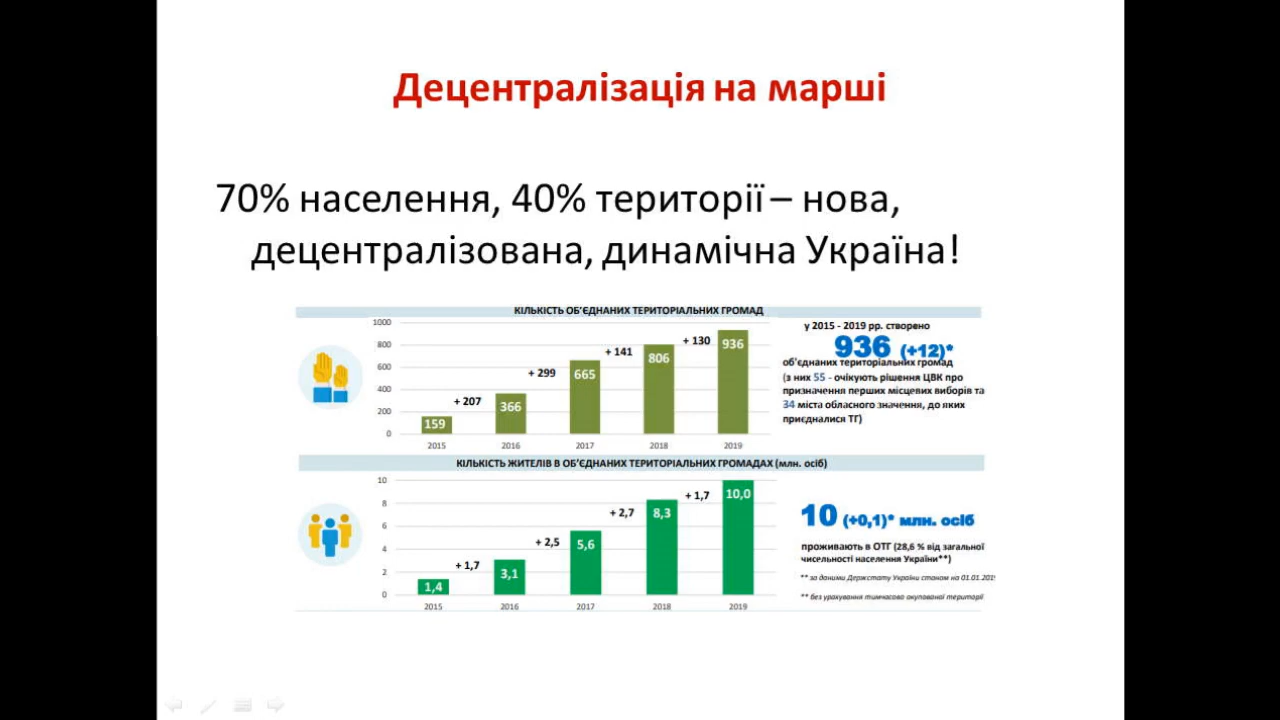 Децентралізація на марші
70% населення, 40% території – нова,
децентралізована, динамічна Україна!
КІЛЬКІСТЬ ОБ'ЄДНАНИХ ТЕРИТОРІАЛЬНИХ ГРОМАД
1000
800
600
400
200
0
159
+ 207
366
+ 299
665
+ 141
806
+ 130
936
2015 2016 2017 2018 2019
у 2015 - 2019 рр. створено
936 (+12)*
об'єднаних територіальних громад
(з них 55 - очікують рішення ЦВК про
призначення перших місцевих виборів та
34 міста обласного значення, до яких
приєдналися ТГ)
КІЛЬКІСТЬ ЖИТЕЛІВ В ОБ'ЄДНАНИХ ТЕРИТОРІАЛЬНИХ ГРОМАДАХ (млн. осіб)
10
8
6
4
2
0
1,4
+ 1,7
3,1
+ 2,5
5,6
+ 2,7
8,3
+ 1,7
10,0
2015 2016 2017 2018 2019
10 (+0,1)* млн. осіб
проживають в ОТГ (28,6 % від загальної
чисельності населення України**)
** за даними Держстату України станом на 01.01.201
** без урахування тимчасово окупованої території